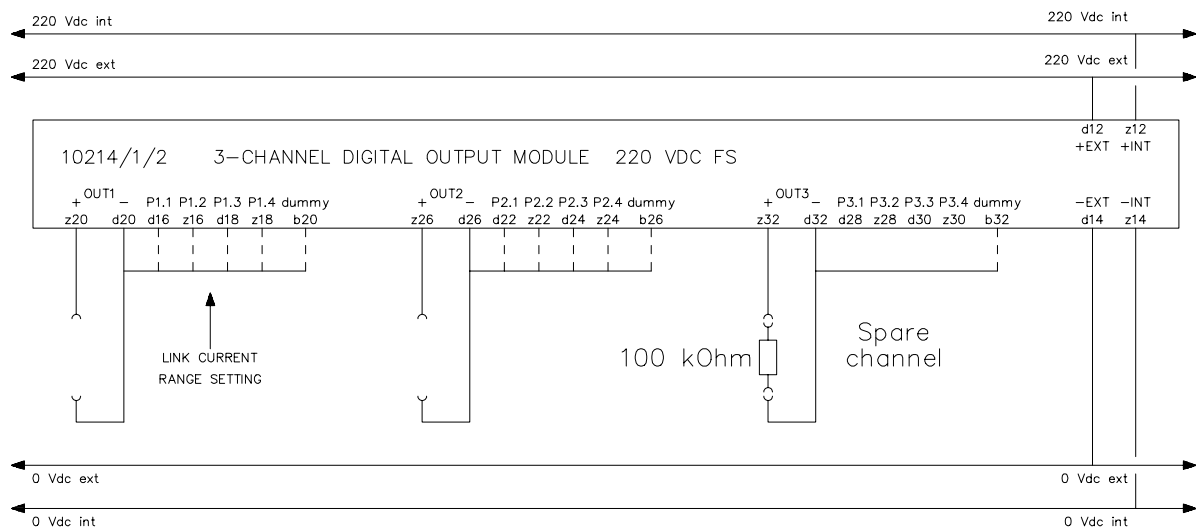 220 Vdc int 220 Vdc int
220 Vdc ext 220 Vdc ext
d12 z12
+EXT +INT
10214/1/2 3-CHANNEL DIGITAL OUTPUT MODULE 220 VDC FS
+ OUT1 - P1.1 P1.2 P1.3 P1.4 dummy + OUT2 - P2.1 P2.2 P2.3 P2.4 dummy + OUT3 - P3.1 P3.2 P3.3 P3.4 dummy -EXT -INT
z20 d20 d16 z16 d18 z18 b20 z26 d26 d22 z22 d24 z24 b26 z32 d32 d28 z28 d30 z30 b32 d14 z14
LINK CURRENT
RANGE SETTING
100 kOhm
Spare
channel
0 Vdc ext 0 Vdc ext
0 Vdc int 0 Vdc int